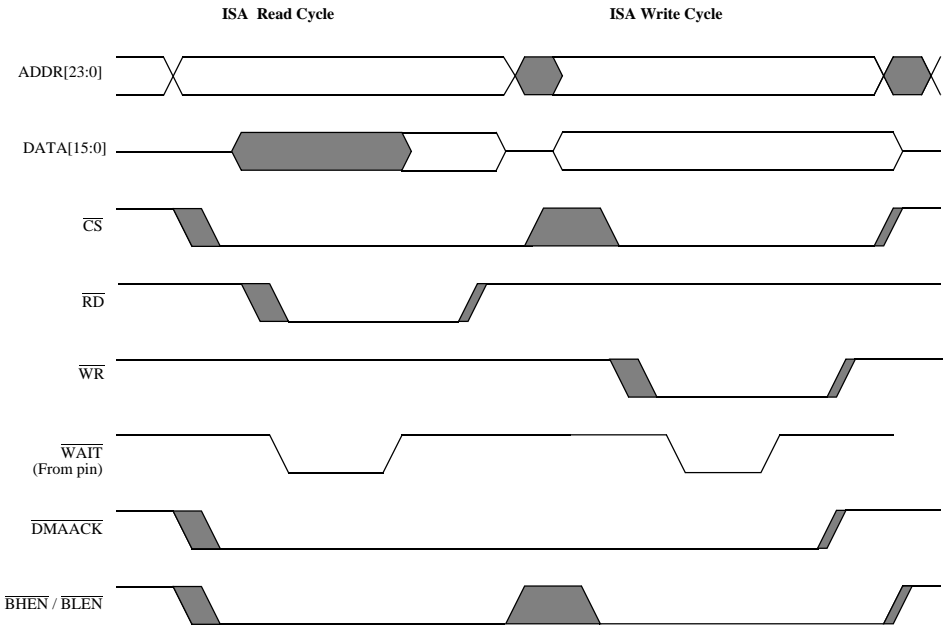 ISA Read Cycle
ISA Write Cycle
ADDR[23:0]
DATA[15:0]
CS
RD
WR
WAIT
(From pin)
DMAACK
BHEN / BLEN